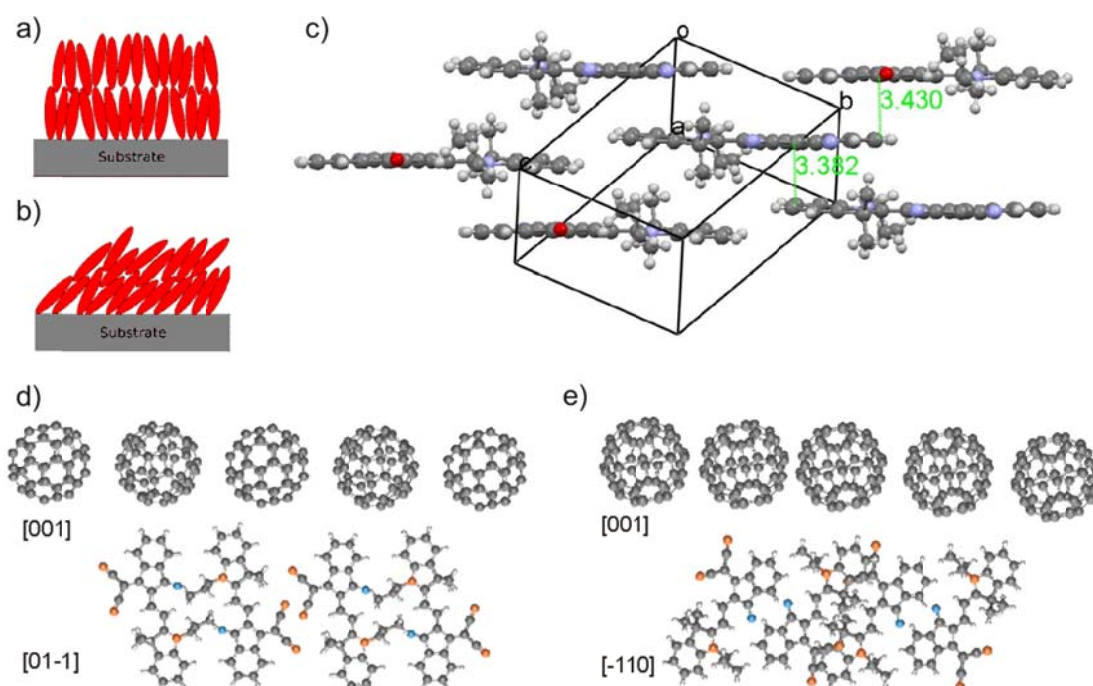 a)
Substrate
b)
Substrate
c)
o
b
a
c
3.430
3.382
d)
[001]
[01-1]
e)
[001]
[-110]